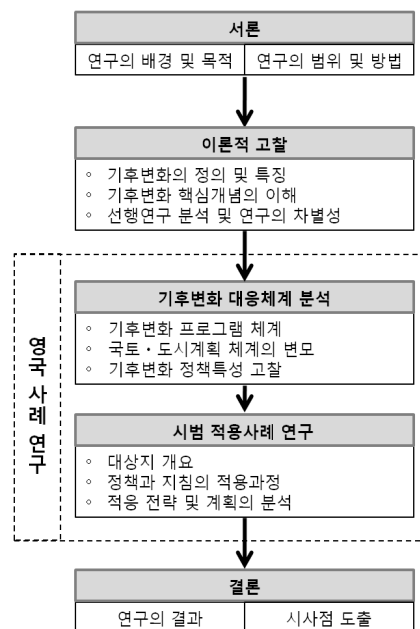 서론
연구의 배경 및 목적 연구의 범위 및 방법
이론적 고찰
◦ 기후변화의 정의 및 특징
◦ 기후변화 핵심개념의 이해
◦ 선행연구 분석 및 연구의 차별성
영국 사례 연구
기후변화 대응체계 분석
◦ 기후변화 프로그램 체계
◦ 국토·도시계획 체계의 변모
◦ 기후변화 정책특성 고찰
시범 적용사례 연구
◦ 대상지 개요
◦ 정책과 지침의 적용과정
◦ 적응 전략 및 계획의 분석
결론
연구의 결과 시사점 도출